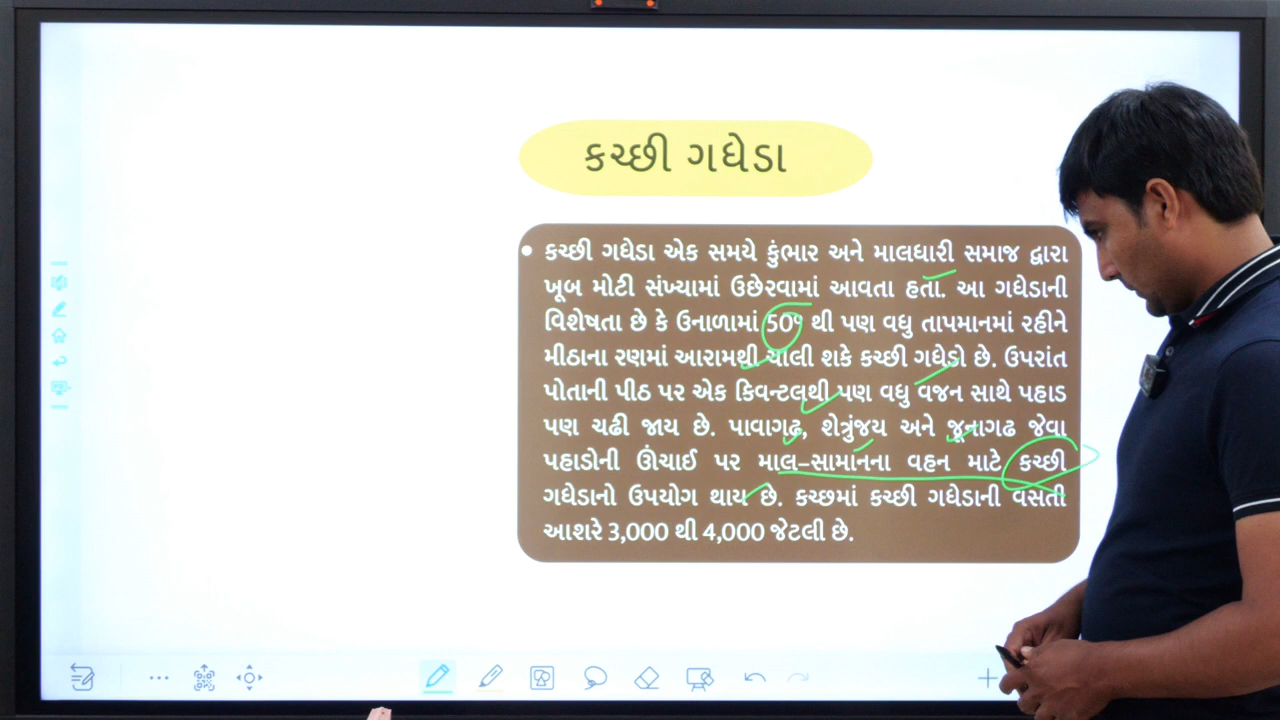 કચ્છી ગધેડા
• કચ્છી ગધેડા એક સમયે કુંભાર અને માલધારી સમાજ દ્વારા
ખૂબ મોટી સંખ્યામાં ઉછેરવામાં આવતા હતા. આ ગધેડાની
વિશેષતા છે કે ઉનાળામાં 50° થી પણ વધુ તાપમાનમાં રહીને
મીઠાના રણમાં આરામથી ચાલી શકે કચ્છી ગધેડો છે. ઉપરાંત
પોતાની પીઠ પર એક કિવન્ટલથી પણ વધુ વજન સાથે પહાડ
પણ ચઢી જાય છે. પાવાગઢ, શેત્રુંજય અને જૂનાગઢ જેવા
પહાડોની ઊંચાઈ પર માલ-સામાનના વહન માટે કચ્છી
ગધેડાનો ઉપયોગ થાય છે. કચ્છમાં કચ્છી ગધેડાની વસતી
આશરે 3,000 થી 4,000 જેટલી છે.